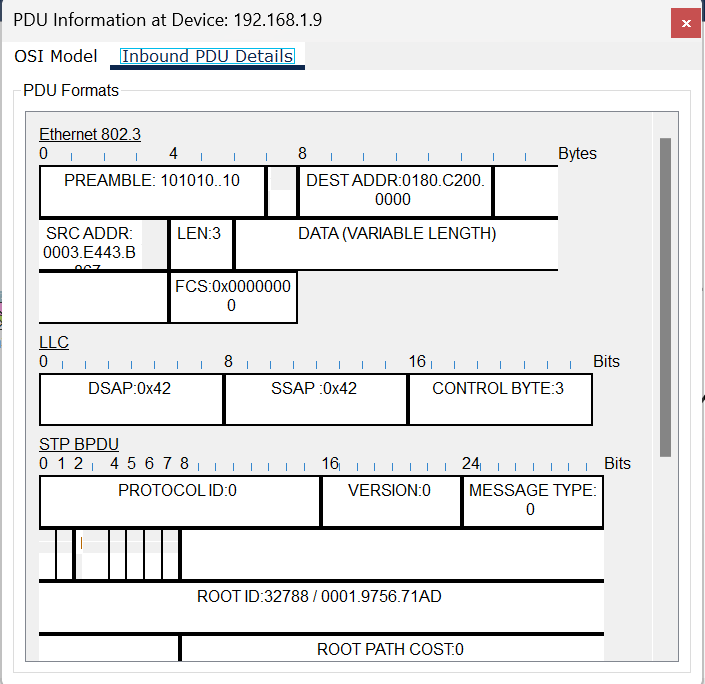 PDU Information at Device: 192.168.1.9
OSI Model Inbound PDU Details
PDU Formats
Ethernet 802.3
0 4 8 Bytes
PREAMBLE: 101010..10 DEST ADDR:0180.C200.
0000
SRC ADDR: LEN:3 DATA (VARIABLE LENGTH)
0003.E443.B
FCS:0x0000000
0
LLC
0 8 16 Bits
DSAP:0x42 SSAP :0x42 CONTROL BYTE:3
STP BPDU
0 1 2 4 5 6 7 8 16 24 Bits
PROTOCOL ID:0 VERSION:0 MESSAGE TYPE:
0
ROOT ID:32788 / 0001.9756.71AD
ROOT PATH COST:0